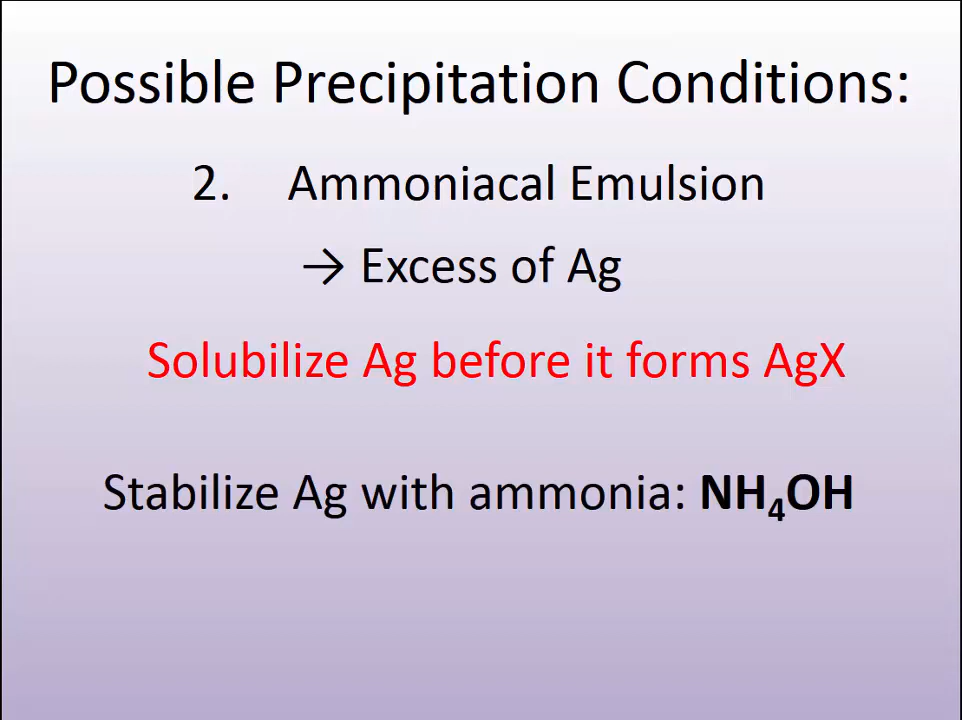 Possible Precipitation Conditions:
2. Ammoniacal Emulsion
→ Excess of Ag
Solubilize Ag before it forms AgX
Stabilize Ag with ammonia: NH₄OH